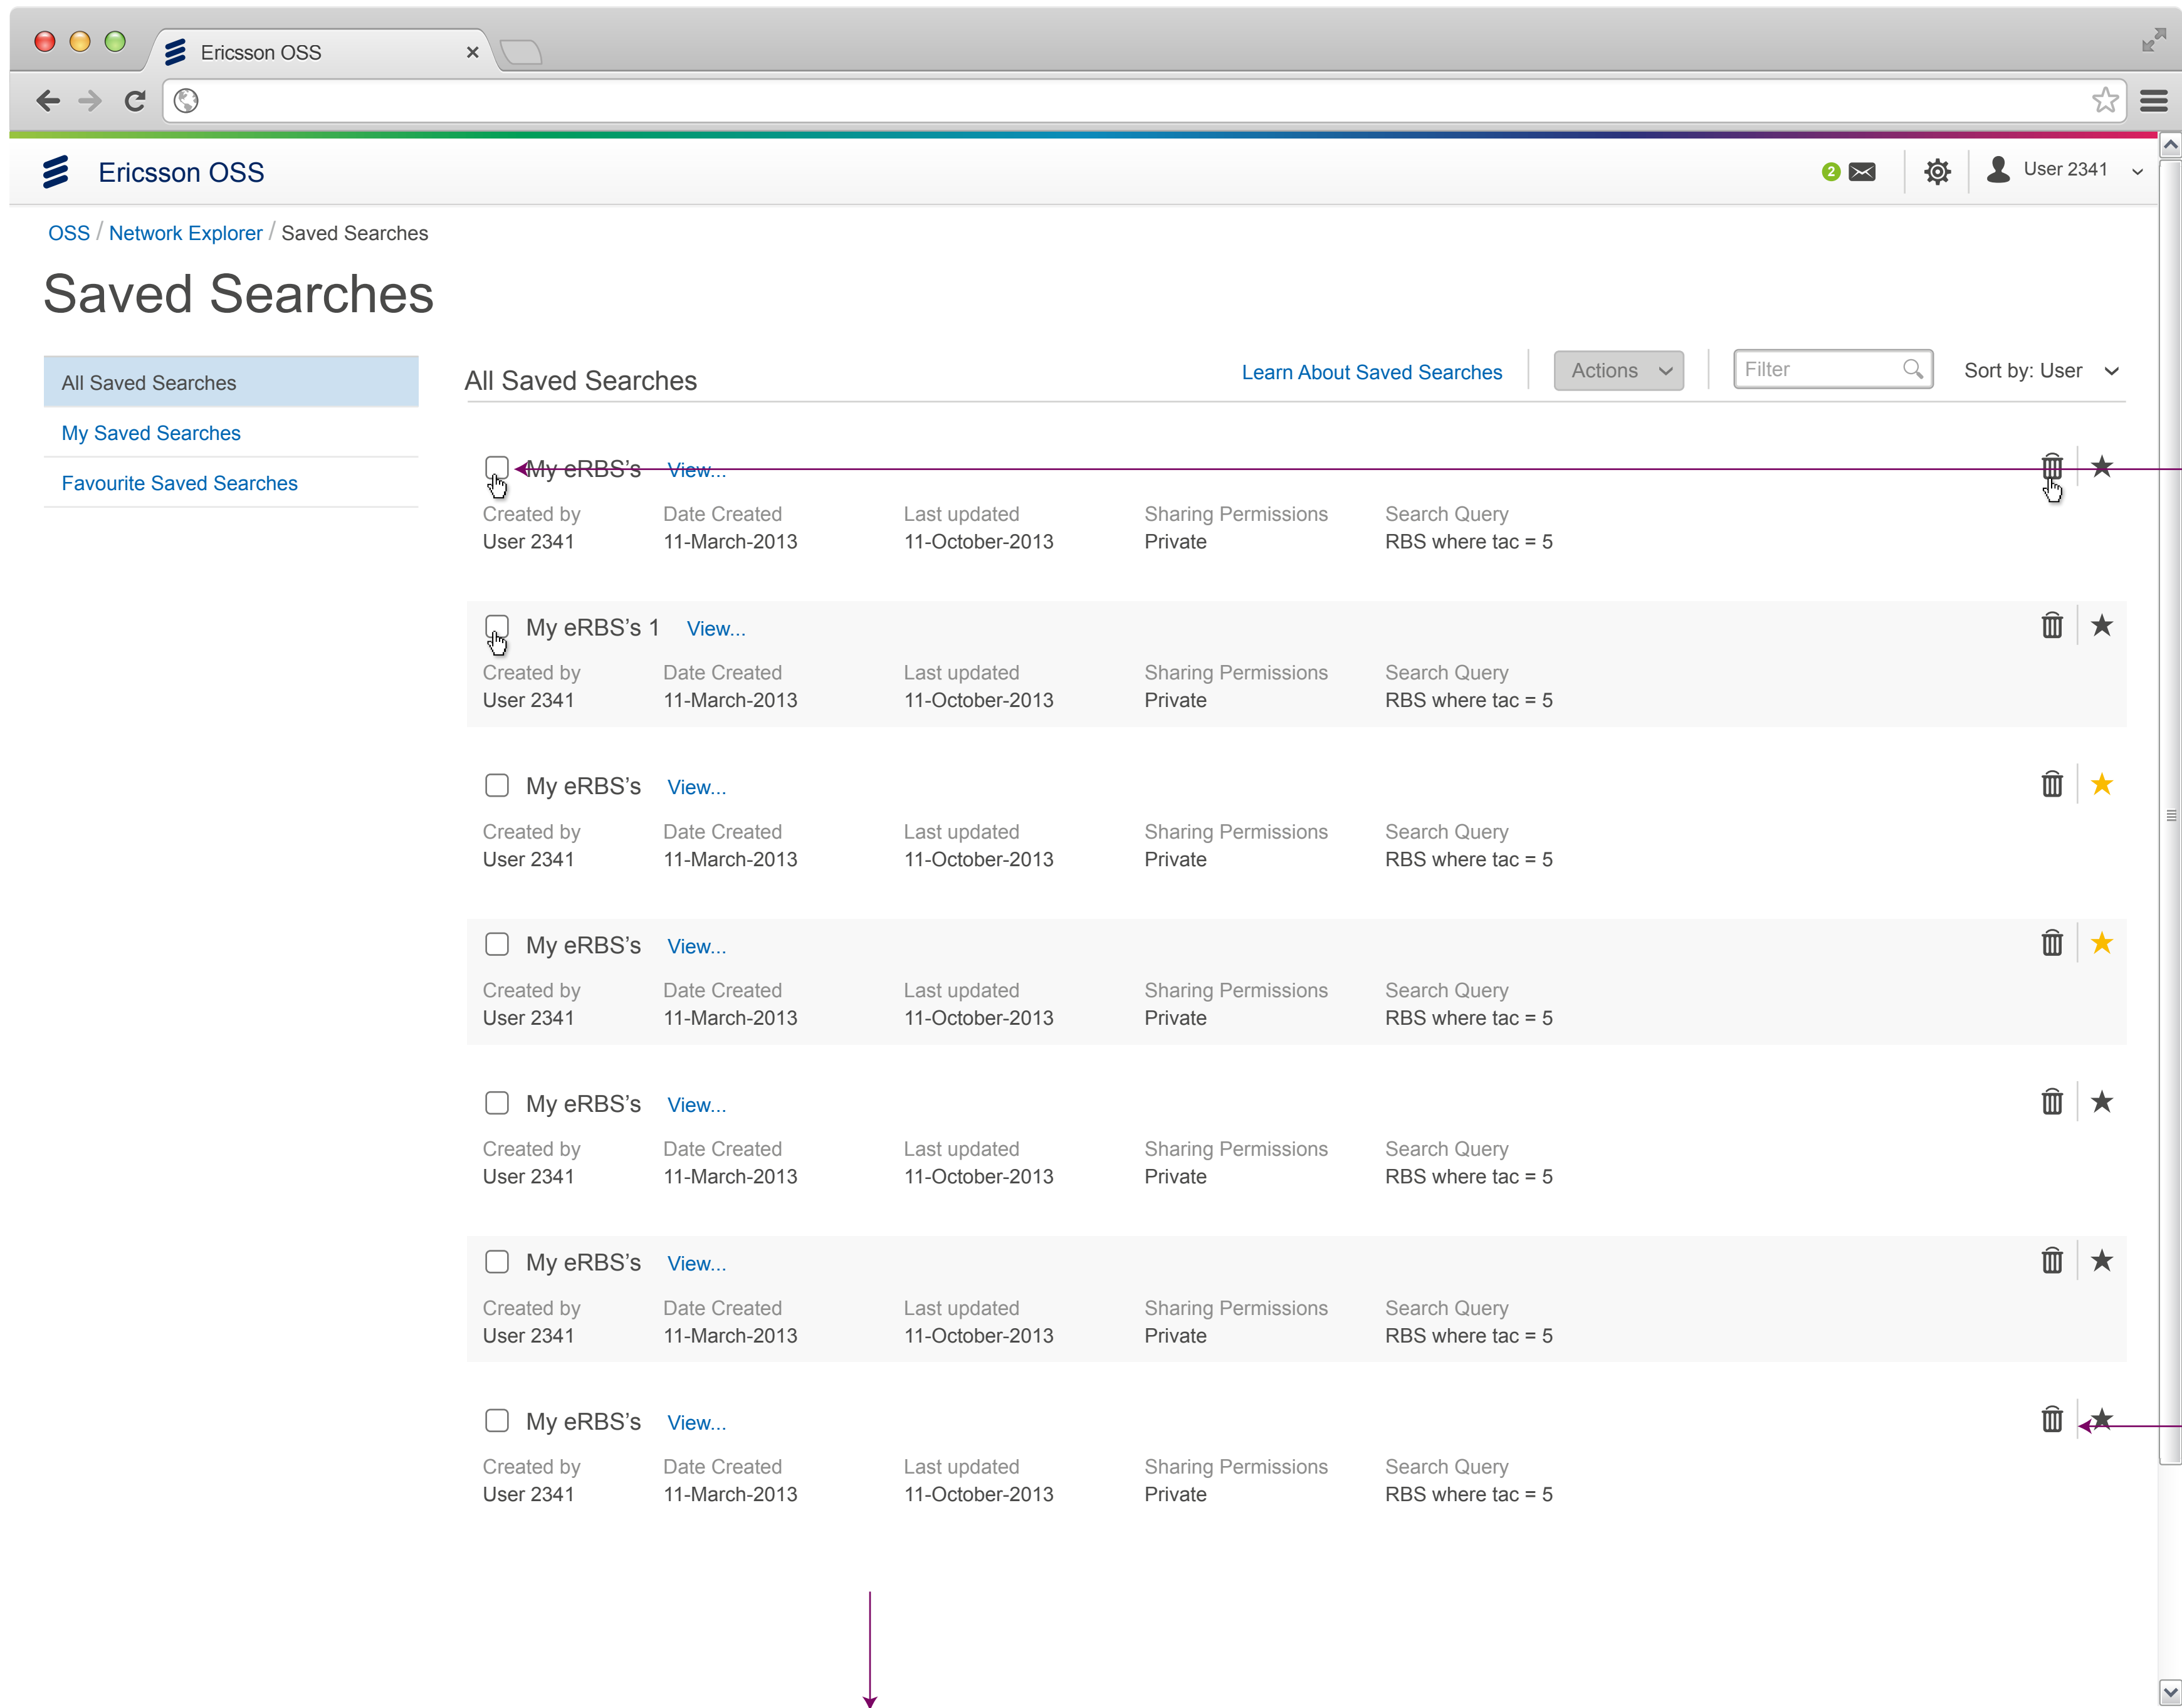 Ericsson OSS
Ericsson OSS
2
User 2341
OSS / Network Explorer / Saved Searches
Saved Searches
All Saved Searches
My Saved Searches
Favourite Saved Searches
All Saved Searches
Learn About Saved Searches
Actions
Filter
Sort by: User
My eRBS’s View...
Created by Date Created Last updated Sharing Permissions Search Query
User 2341 11-March-2013 11-October-2013 Private RBS where tac = 5
My eRBS’s 1 View...
Created by Date Created Last updated Sharing Permissions Search Query
User 2341 11-March-2013 11-October-2013 Private RBS where tac = 5
My eRBS’s View...
Created by Date Created Last updated Sharing Permissions Search Query
User 2341 11-March-2013 11-October-2013 Private RBS where tac = 5
My eRBS’s View...
Created by Date Created Last updated Sharing Permissions Search Query
User 2341 11-March-2013 11-October-2013 Private RBS where tac = 5
My eRBS’s View...
Created by Date Created Last updated Sharing Permissions Search Query
User 2341 11-March-2013 11-October-2013 Private RBS where tac = 5
My eRBS’s View...
Created by Date Created Last updated Sharing Permissions Search Query
User 2341 11-March-2013 11-October-2013 Private RBS where tac = 5
My eRBS’s View...
Created by Date Created Last updated Sharing Permissions Search Query
User 2341 11-March-2013 11-October-2013 Private RBS where tac = 5